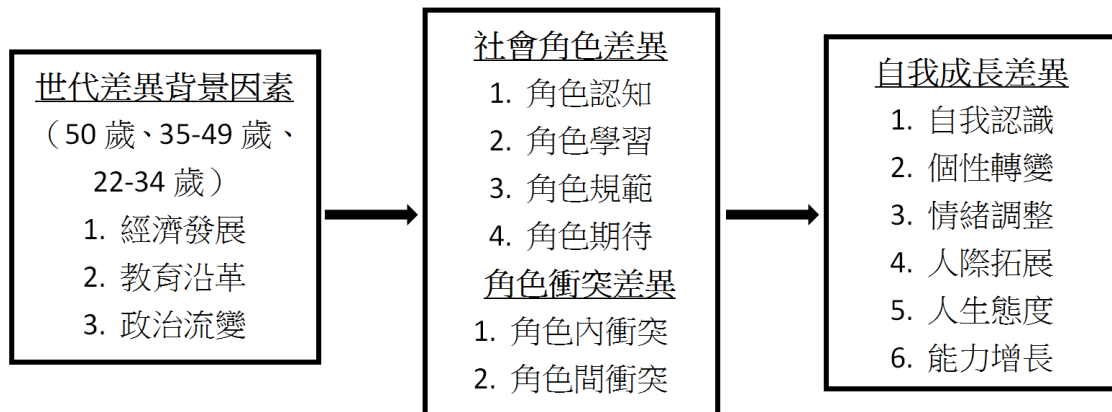 世代差異背景因素
（50 歲、35-49 歲、
22-34 歲）
1. 經濟發展
2. 教育沿革
3. 政治流變
社會角色差異
1. 角色認知
2. 角色學習
3. 角色規範
4. 角色期待
角色衝突差異
1. 角色內衝突
2. 角色間衝突
自我成長差異
1. 自我認識
2. 個性轉變
3. 情緒調整
4. 人際拓展
5. 人生態度
6. 能力增長